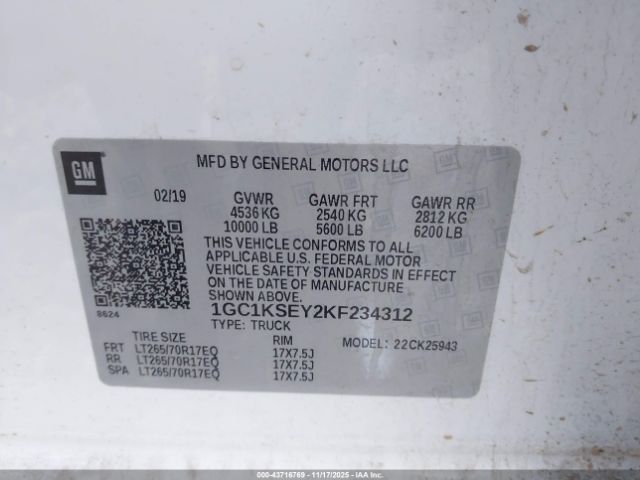 GM
MFD BY GENERAL MOTORS LLC
02/19 GVWR GAWR FRT GAWR RR
4536 KG 2540 KG 2812 KG
10000 LB 5600 LB 6200 LB
THIS VEHICLE CONFORMS TO ALL
APPLICABLE U.S. FEDERAL MOTOR
VEHICLE SAFETY STANDARDS IN EFFECT
ON THE DATE OF MANUFACTURE
SHOWN ABOVE.
8624 1GC1KSEY2KF234312
TYPE: TRUCK
TIRE SIZE RIM MODEL: 22CK25943
FRT LT265/70R17EQ 17X7.5J
RR LT265/70R17EQ 17X7.5J
SPA LT265/70R17EQ 17X7.5J
000-43716769 - 11/17/2025 - IAAI.COM